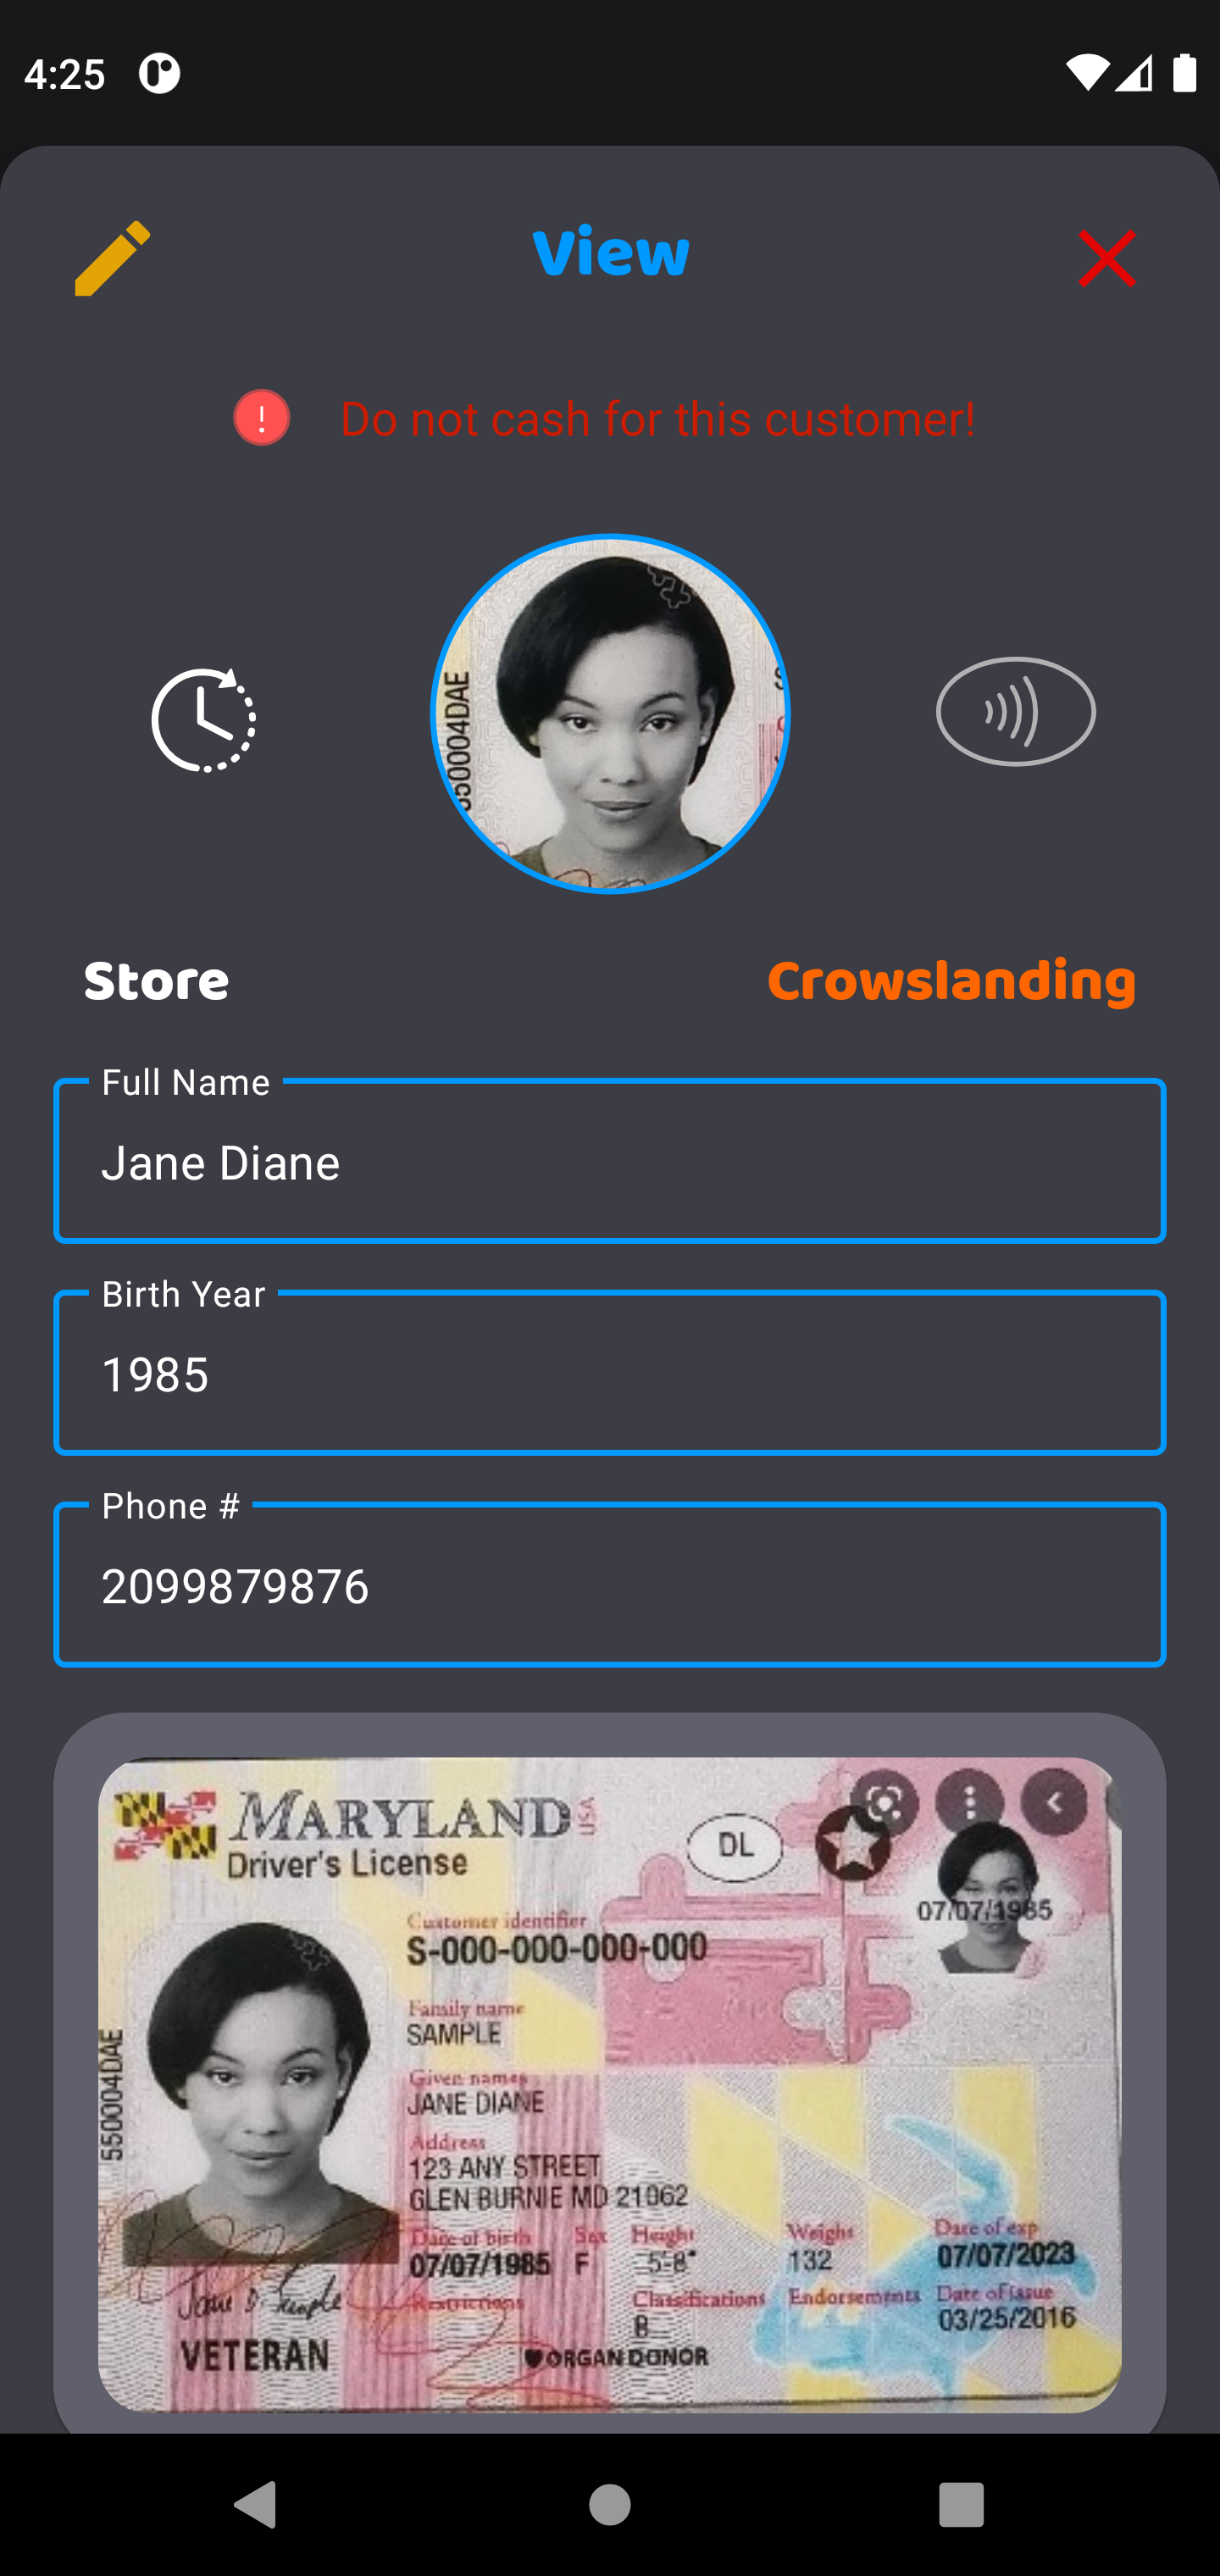 4:25
View
Do not cash for this customer!
550004DAE
Store
Crowslanding
Full Name
Jane Diane
Birth Year
1985
Phone #
2099879876
MARYLAND USA
Driver's License
DL
07/07/1985
Customer identifier
S-000-000-000-000
Family name
SAMPLE
Given names
JANE DIANE
Address
123 ANY STREET
GLEN BURNIE MD 21062
550004DAE
Date of birth Sex Height Weight Date of exp
07/07/1985 F 5'-8" 132 07/07/2023
Restrictions Classifications Endorsements Date of issue
B 03/25/2016
Jane D Sample
VETERAN
ORGAN DONOR